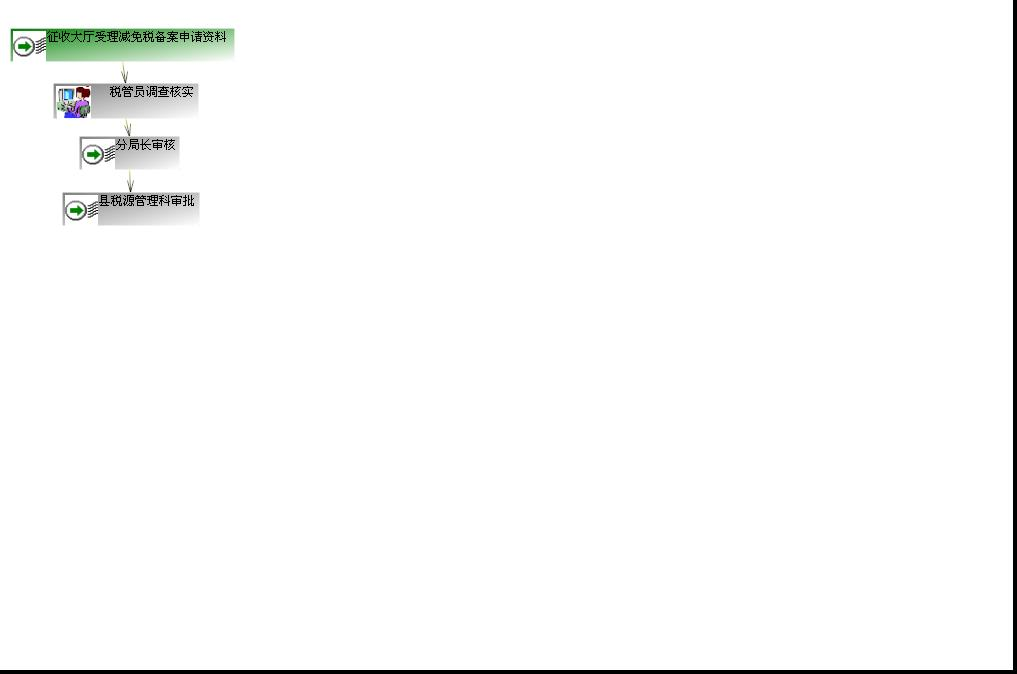 征收大厅受理减免税备案申请资料
税管员调查核实
分局长审核
县税源管理科审批